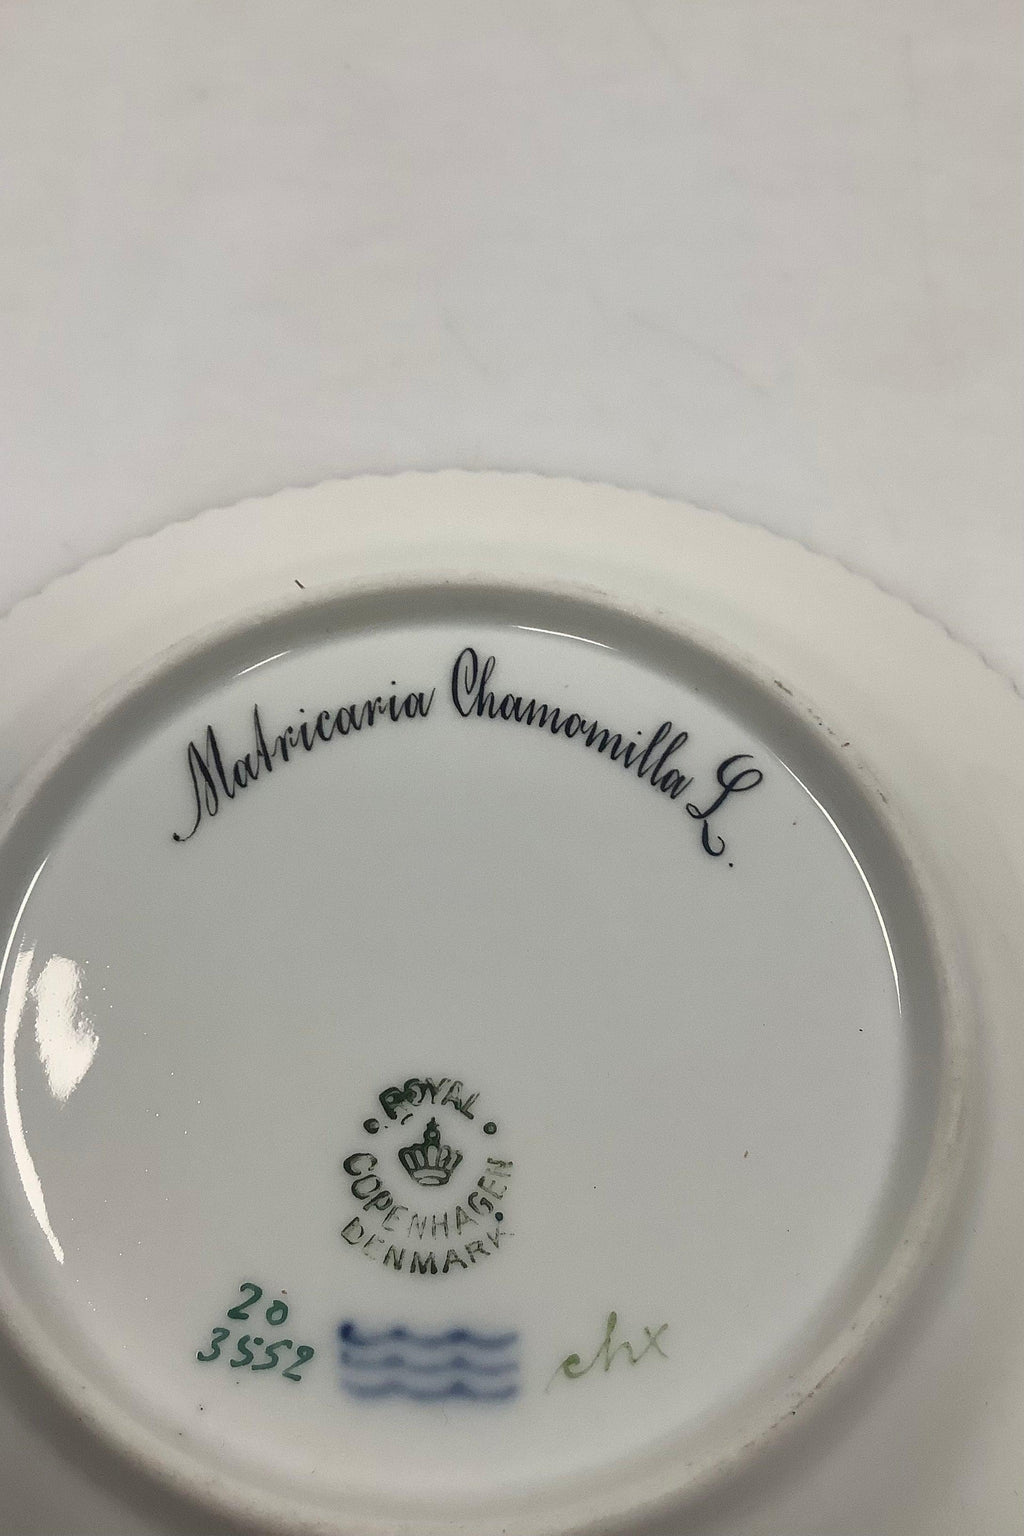 Matricaria Chamomilla L.
ROYAL
COPENHAGEN
DENMARK
20
3552
chx